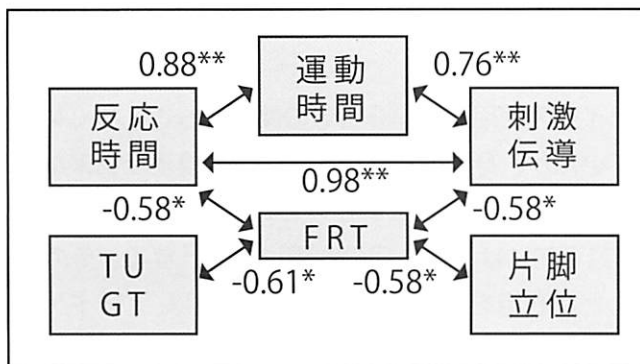 0.88**
運動
時間
0.76**
反応
時間
刺激
伝導
0.98**
-0.58*
-0.58*
FRT
TU
GT
-0.61*
-0.58*
片脚
立位